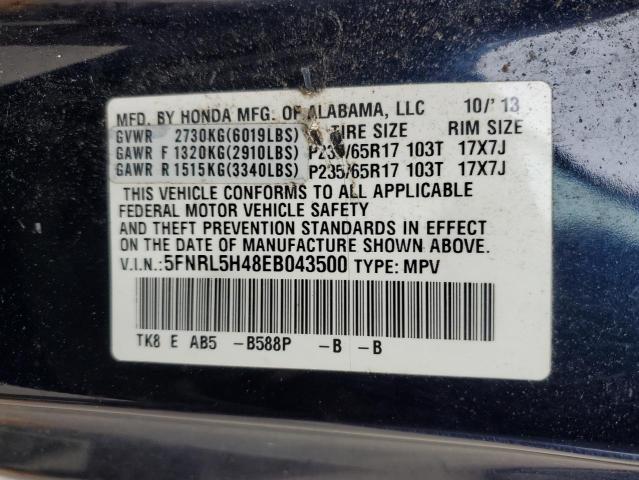 MFD. BY HONDA MFG. OF ALABAMA, LLC 10/'13
GVWR 2730KG(6019LBS) TIRE SIZE RIM SIZE
GAWR F 1320KG(2910LBS) P235/65R17 103T 17X7J
GAWR R 1515KG(3340LBS) P235/65R17 103T 17X7J
THIS VEHICLE CONFORMS TO ALL APPLICABLE
FEDERAL MOTOR VEHICLE SAFETY
AND THEFT PREVENTION STANDARDS IN EFFECT
ON THE DATE OF MANUFACTURE SHOWN ABOVE.
V.I.N.: 5FNRL5H48EB043500 TYPE: MPV
TK8 E AB5 -B588P -B -B